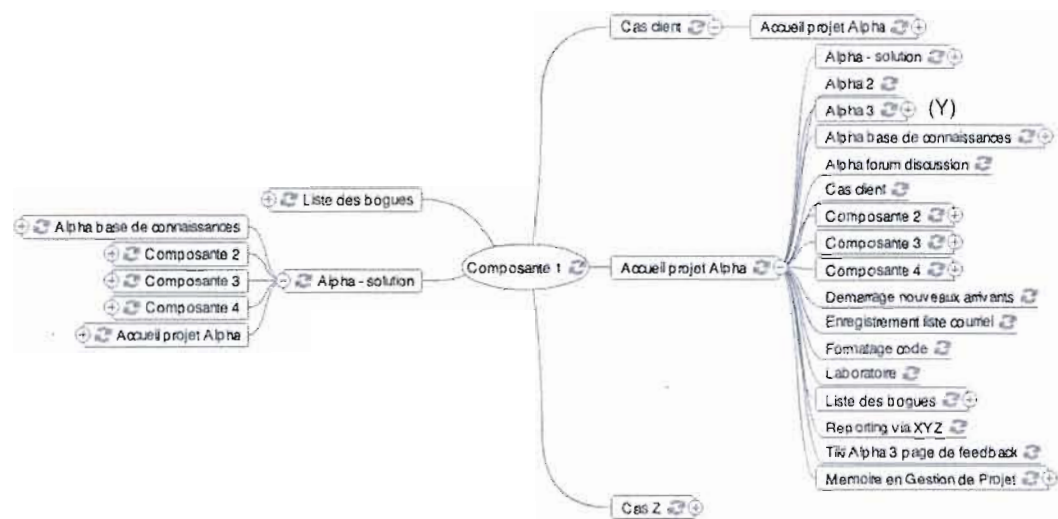 Cas client
Accueil projet Alpha
Alpha - solution
Alpha 2
Alpha 3 (Y)
Alpha base de connaissances
Alpha forum discussion
Cas client
Composante 2
Composante 3
Composante 4
Demarrage nouveaux arrivants
Enregistrement liste courriel
Formatage code
Laboratoire
Liste des bogues
Reporting via XYZ
Tiki Alpha 3 page de feedback
Memoire en Gestion de Projet
Accueil projet Alpha
Composante 1
Liste des bogues
Alpha - solution
Alpha base de connaissances
Composante 2
Composante 3
Composante 4
Accueil projet Alpha
Cas Z